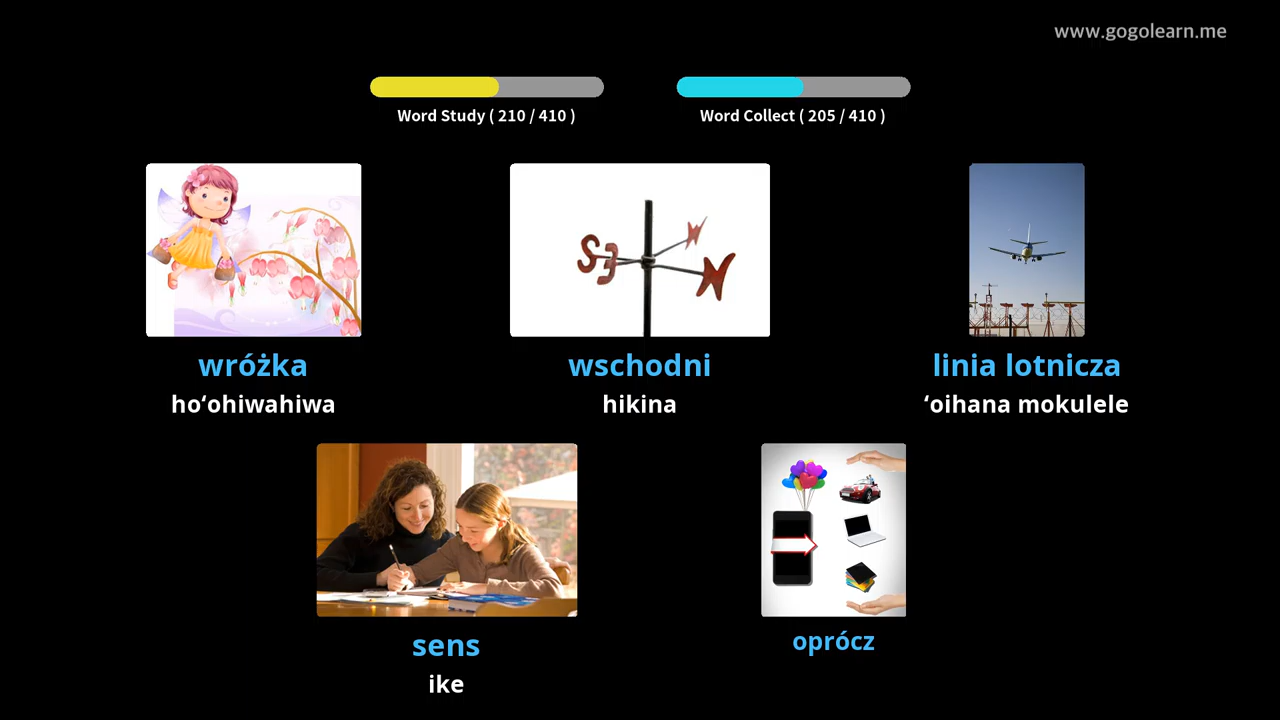 www.gogolearn.me
Word Study ( 210 / 410 )
Word Collect ( 205 / 410 )
wróżka
hoʻohiwahiwa
wschodni
hikina
linia lotnicza
ʻoihana mokulele
sens
ike
oprócz